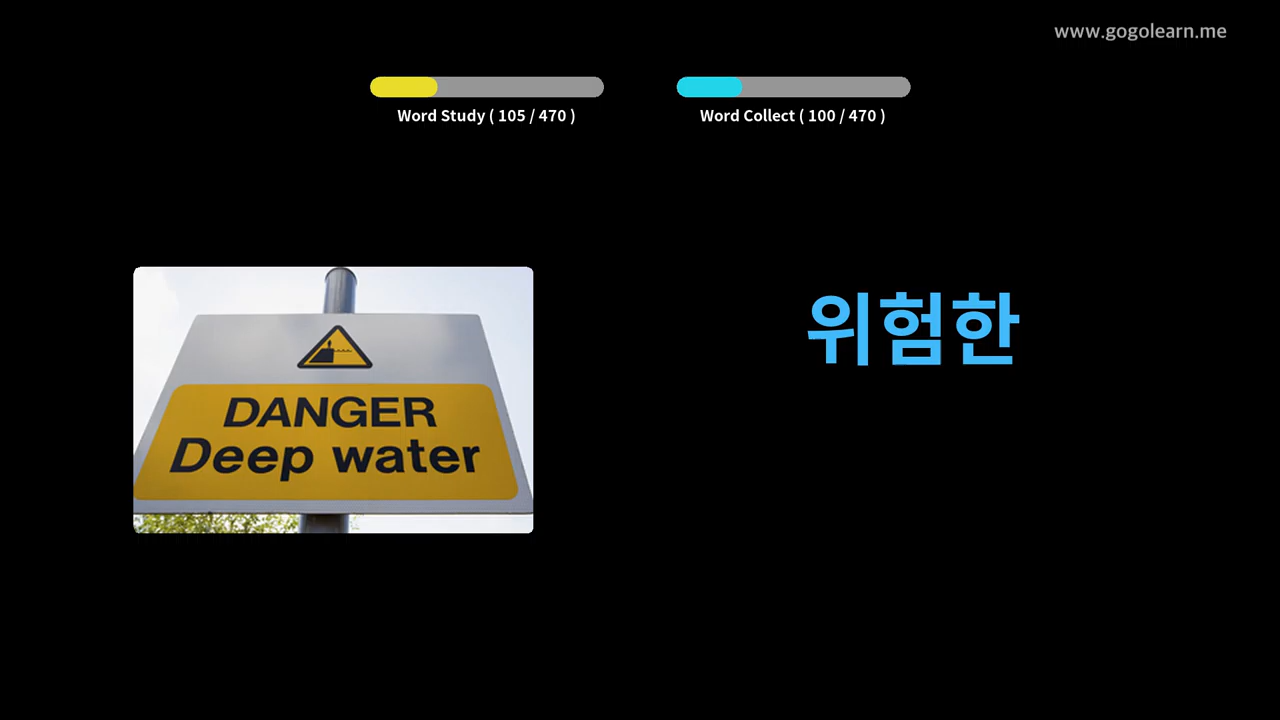 www.gogolearn.me
Word Study ( 105 / 470 )
Word Collect ( 100 / 470 )
DANGER
Deep water
위험한